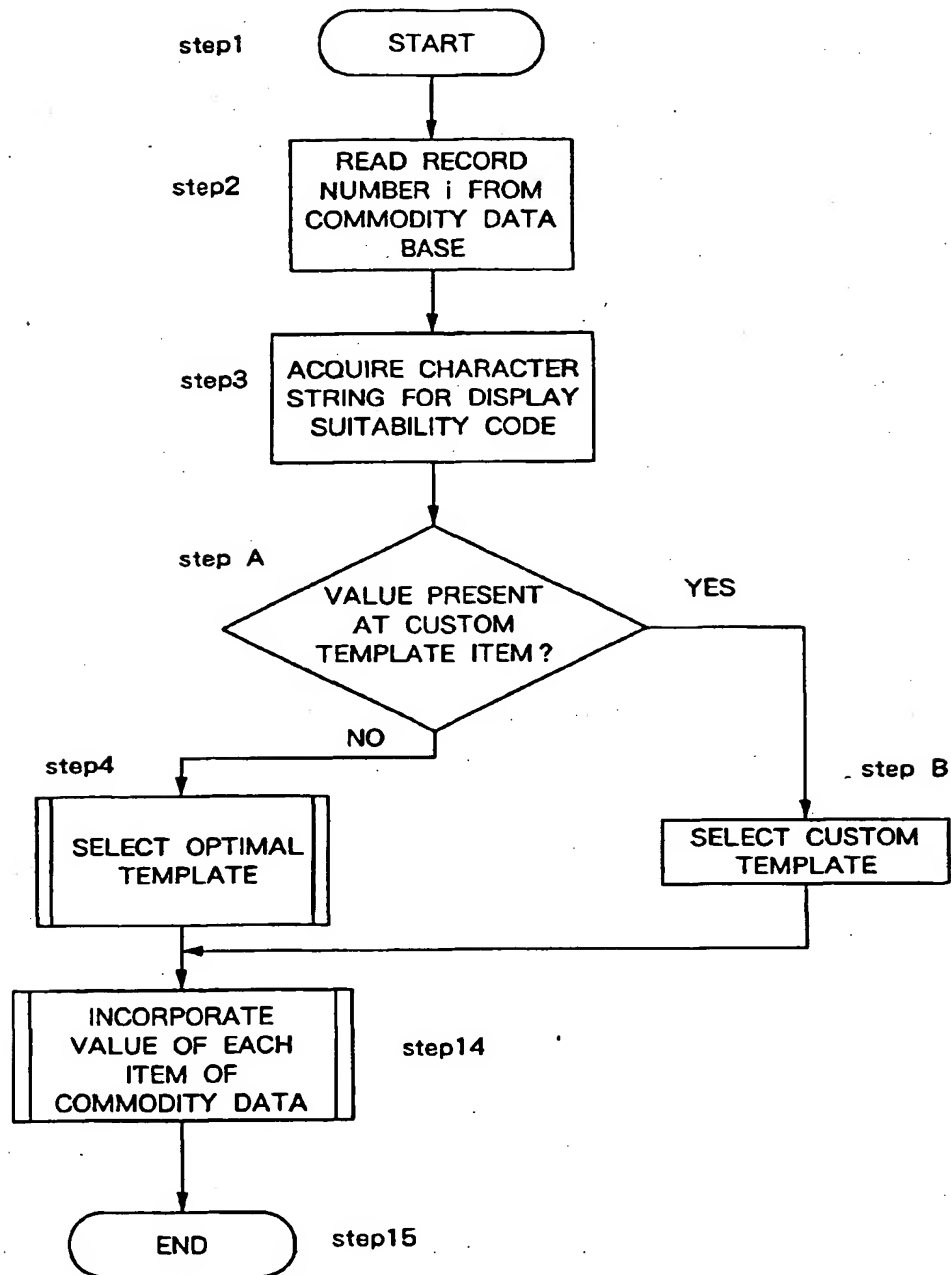 step1
START
step2
READ RECORD
NUMBER i FROM
COMMODITY DATA
BASE
step3
ACQUIRE CHARACTER
STRING FOR DISPLAY
SUITABILITY CODE
step A
VALUE PRESENT
AT CUSTOM
TEMPLATE ITEM?
YES
NO
step4
SELECT OPTIMAL
TEMPLATE
step B
SELECT CUSTOM
TEMPLATE
INCORPORATE
VALUE OF EACH
ITEM OF
COMMODITY DATA
step14
END
step15